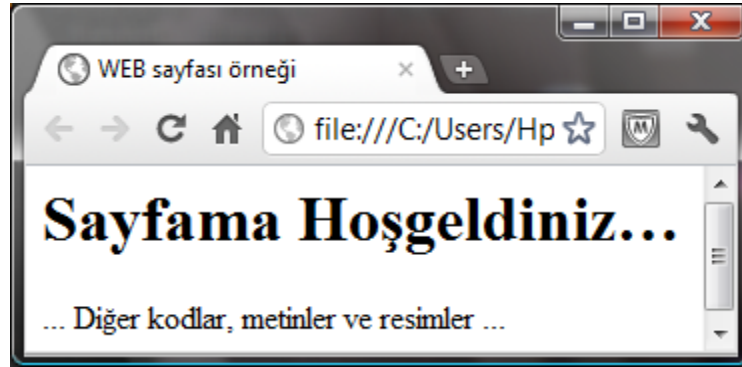 WEB sayfası örneği
file:///C:/Users/Hp
Sayfama Hoşgeldiniz...
... Diğer kodlar, metinler ve resimler ...